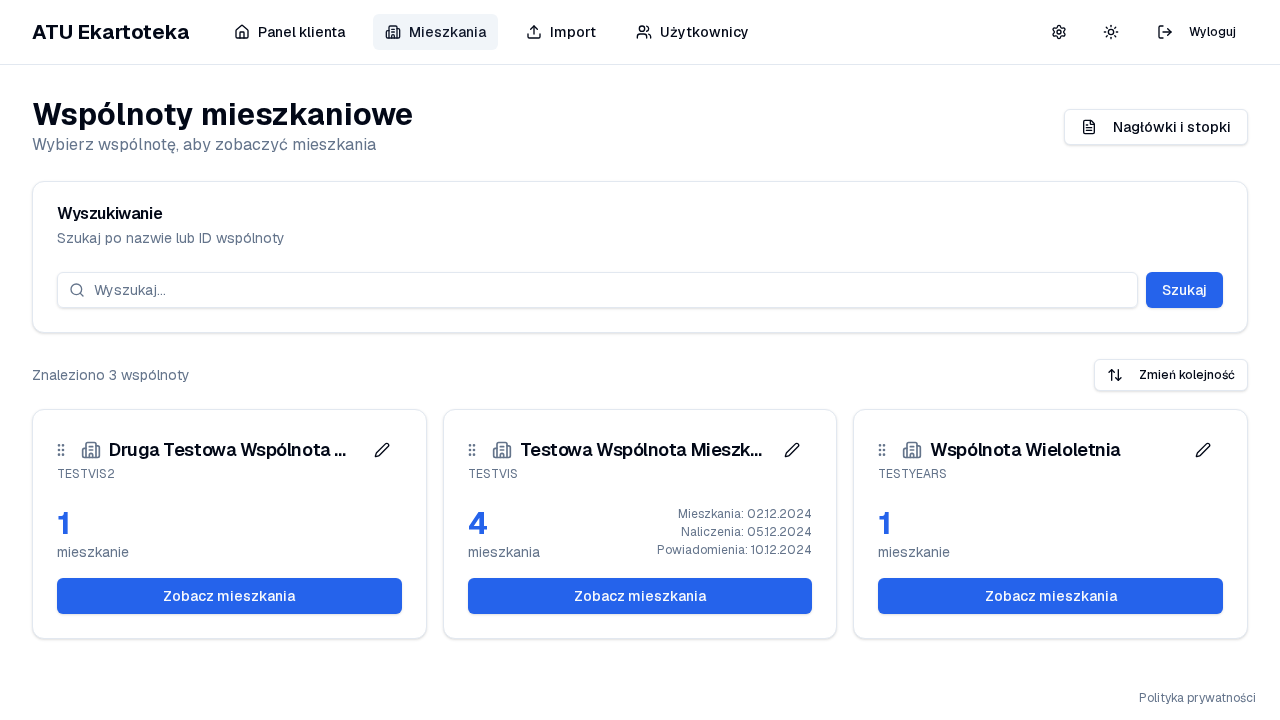 ATU Ekartoteka
Panel klienta
Mieszkania
Import
Użytkownicy
Wyloguj
Wspólnoty mieszkaniowe
Wybierz wspólnotę, aby zobaczyć mieszkania
Nagłówki i stopki
Wyszukiwanie
Szukaj po nazwie lub ID wspólnoty
Wyszukaj...
Szukaj
Znaleziono 3 wspólnoty
Zmień kolejność
Druga Testowa Wspólnota ...
TESTVIS2
1
mieszkanie
Zobacz mieszkania
Testowa Wspólnota Mieszk...
TESTVIS
4
mieszkania
Mieszkania: 02.12.2024
Naliczenia: 05.12.2024
Powiadomienia: 10.12.2024
Zobacz mieszkania
Wspólnota Wieloletnia
TESTYEARS
1
mieszkanie
Zobacz mieszkania
Polityka prywatności